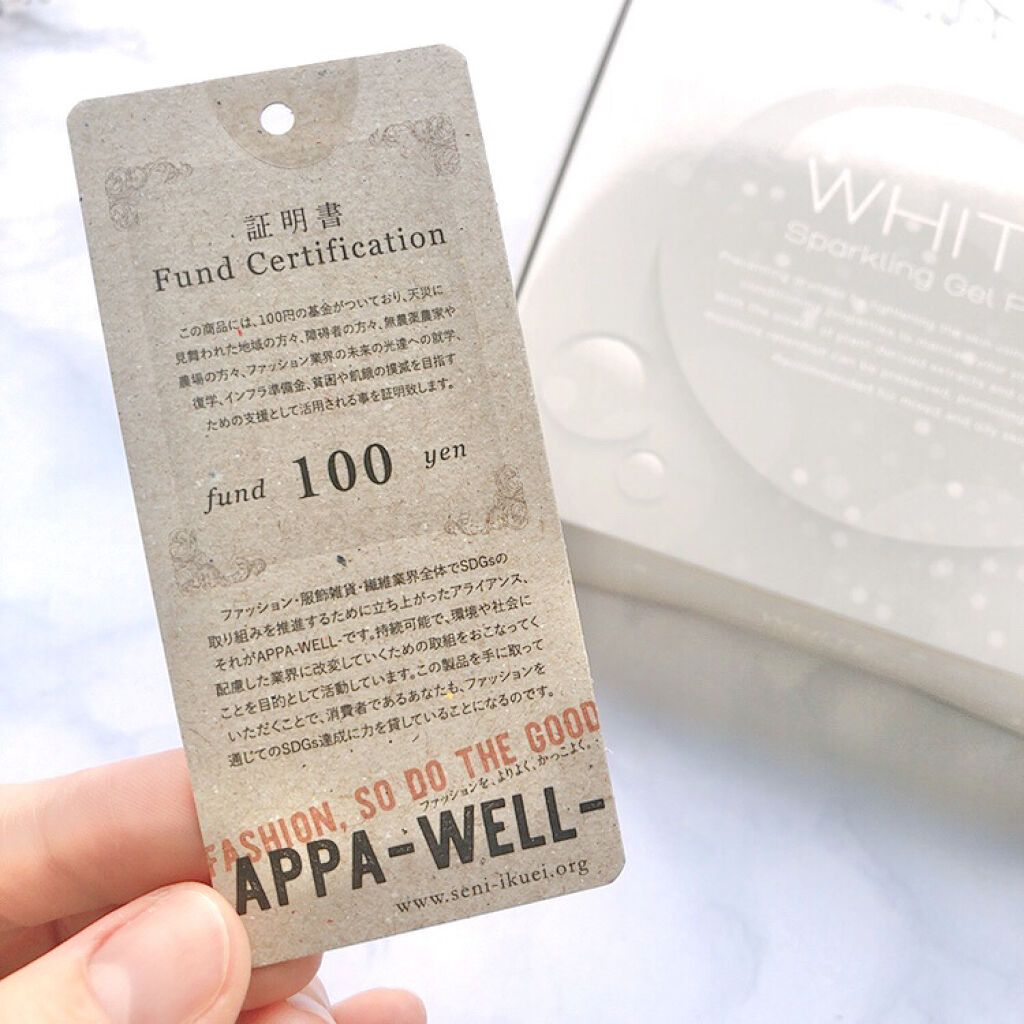 証明書
Fund Certification
この商品には、100円の基金がついており、天災に
見舞われた地域の方々、障碍者の方々、無農薬農家や
農場の方々、ファッション業界の未来の光達への就学、
復学、インフラ準備金、貧困や飢餓の撲滅を目指す
ための支援として活用される事を証明致します。
fund 100 yen
ファッション・服飾雑貨・繊維業界全体でSDGsの
取り組みを推進するために立ち上がったアライアンス、
それがAPPA-WELL-です。持続可能で、環境や社会に
配慮した業界に改変していくための取組をおこなってく
ことを目的として活動しています。この製品を手に取って
いただくことで、消費者であるあなたも、ファッションを
通じてのSDGs達成に力を貸していることになるのです。
FASHION, SO DO THE GOOD
ファッションを、よりよく、かっこよく。
APPA-WELL-
www.seni-ikuei.org
WHIT
Sparkling Gel P